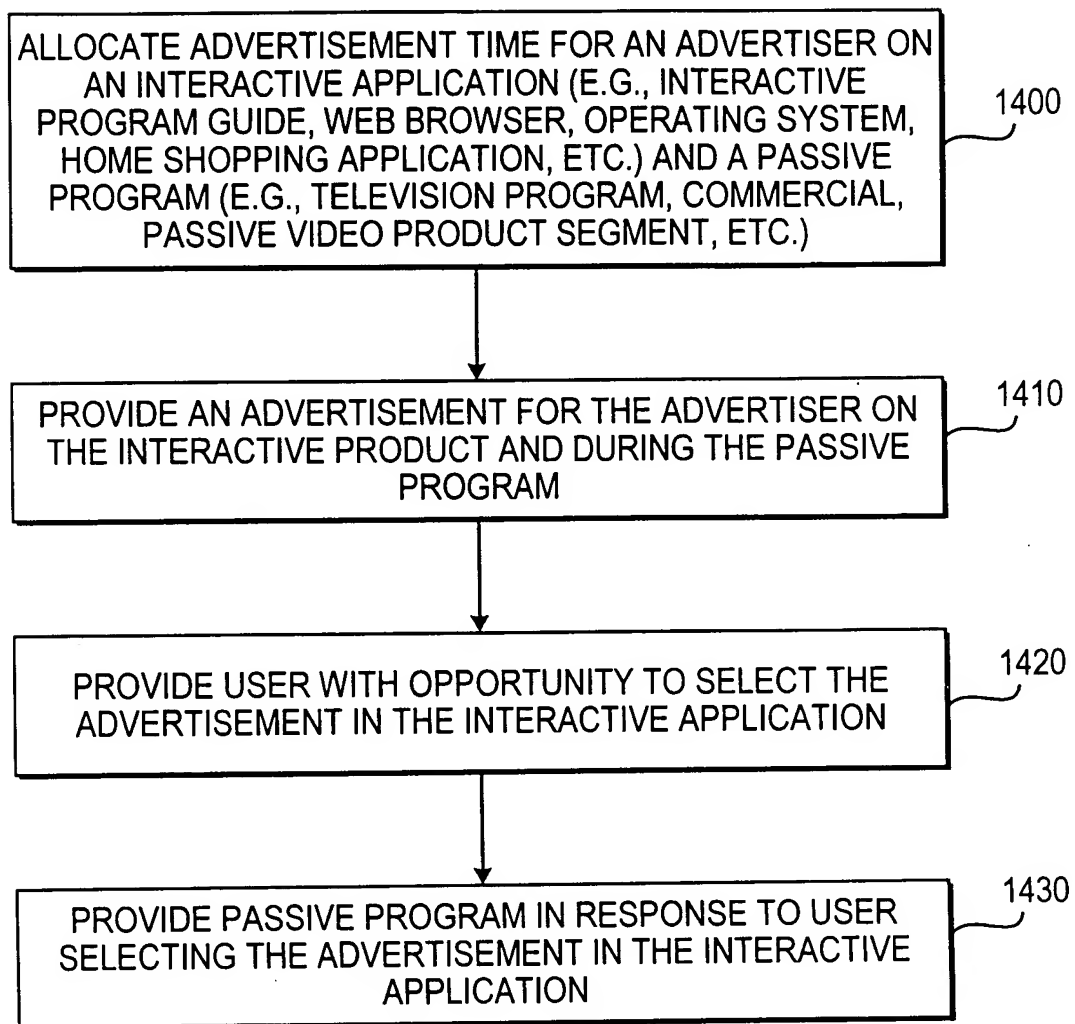 ALLOCATE ADVERTISEMENT TIME FOR AN ADVERTISER ON
AN INTERACTIVE APPLICATION (E.G., INTERACTIVE
PROGRAM GUIDE, WEB BROWSER, OPERATING SYSTEM,
HOME SHOPPING APPLICATION, ETC.) AND A PASSIVE
PROGRAM (E.G., TELEVISION PROGRAM, COMMERCIAL,
PASSIVE VIDEO PRODUCT SEGMENT, ETC.)
1400
PROVIDE AN ADVERTISEMENT FOR THE ADVERTISER ON
THE INTERACTIVE PRODUCT AND DURING THE PASSIVE
PROGRAM
1410
PROVIDE USER WITH OPPORTUNITY TO SELECT THE
ADVERTISEMENT IN THE INTERACTIVE APPLICATION
1420
PROVIDE PASSIVE PROGRAM IN RESPONSE TO USER
SELECTING THE ADVERTISEMENT IN THE INTERACTIVE
APPLICATION
1430